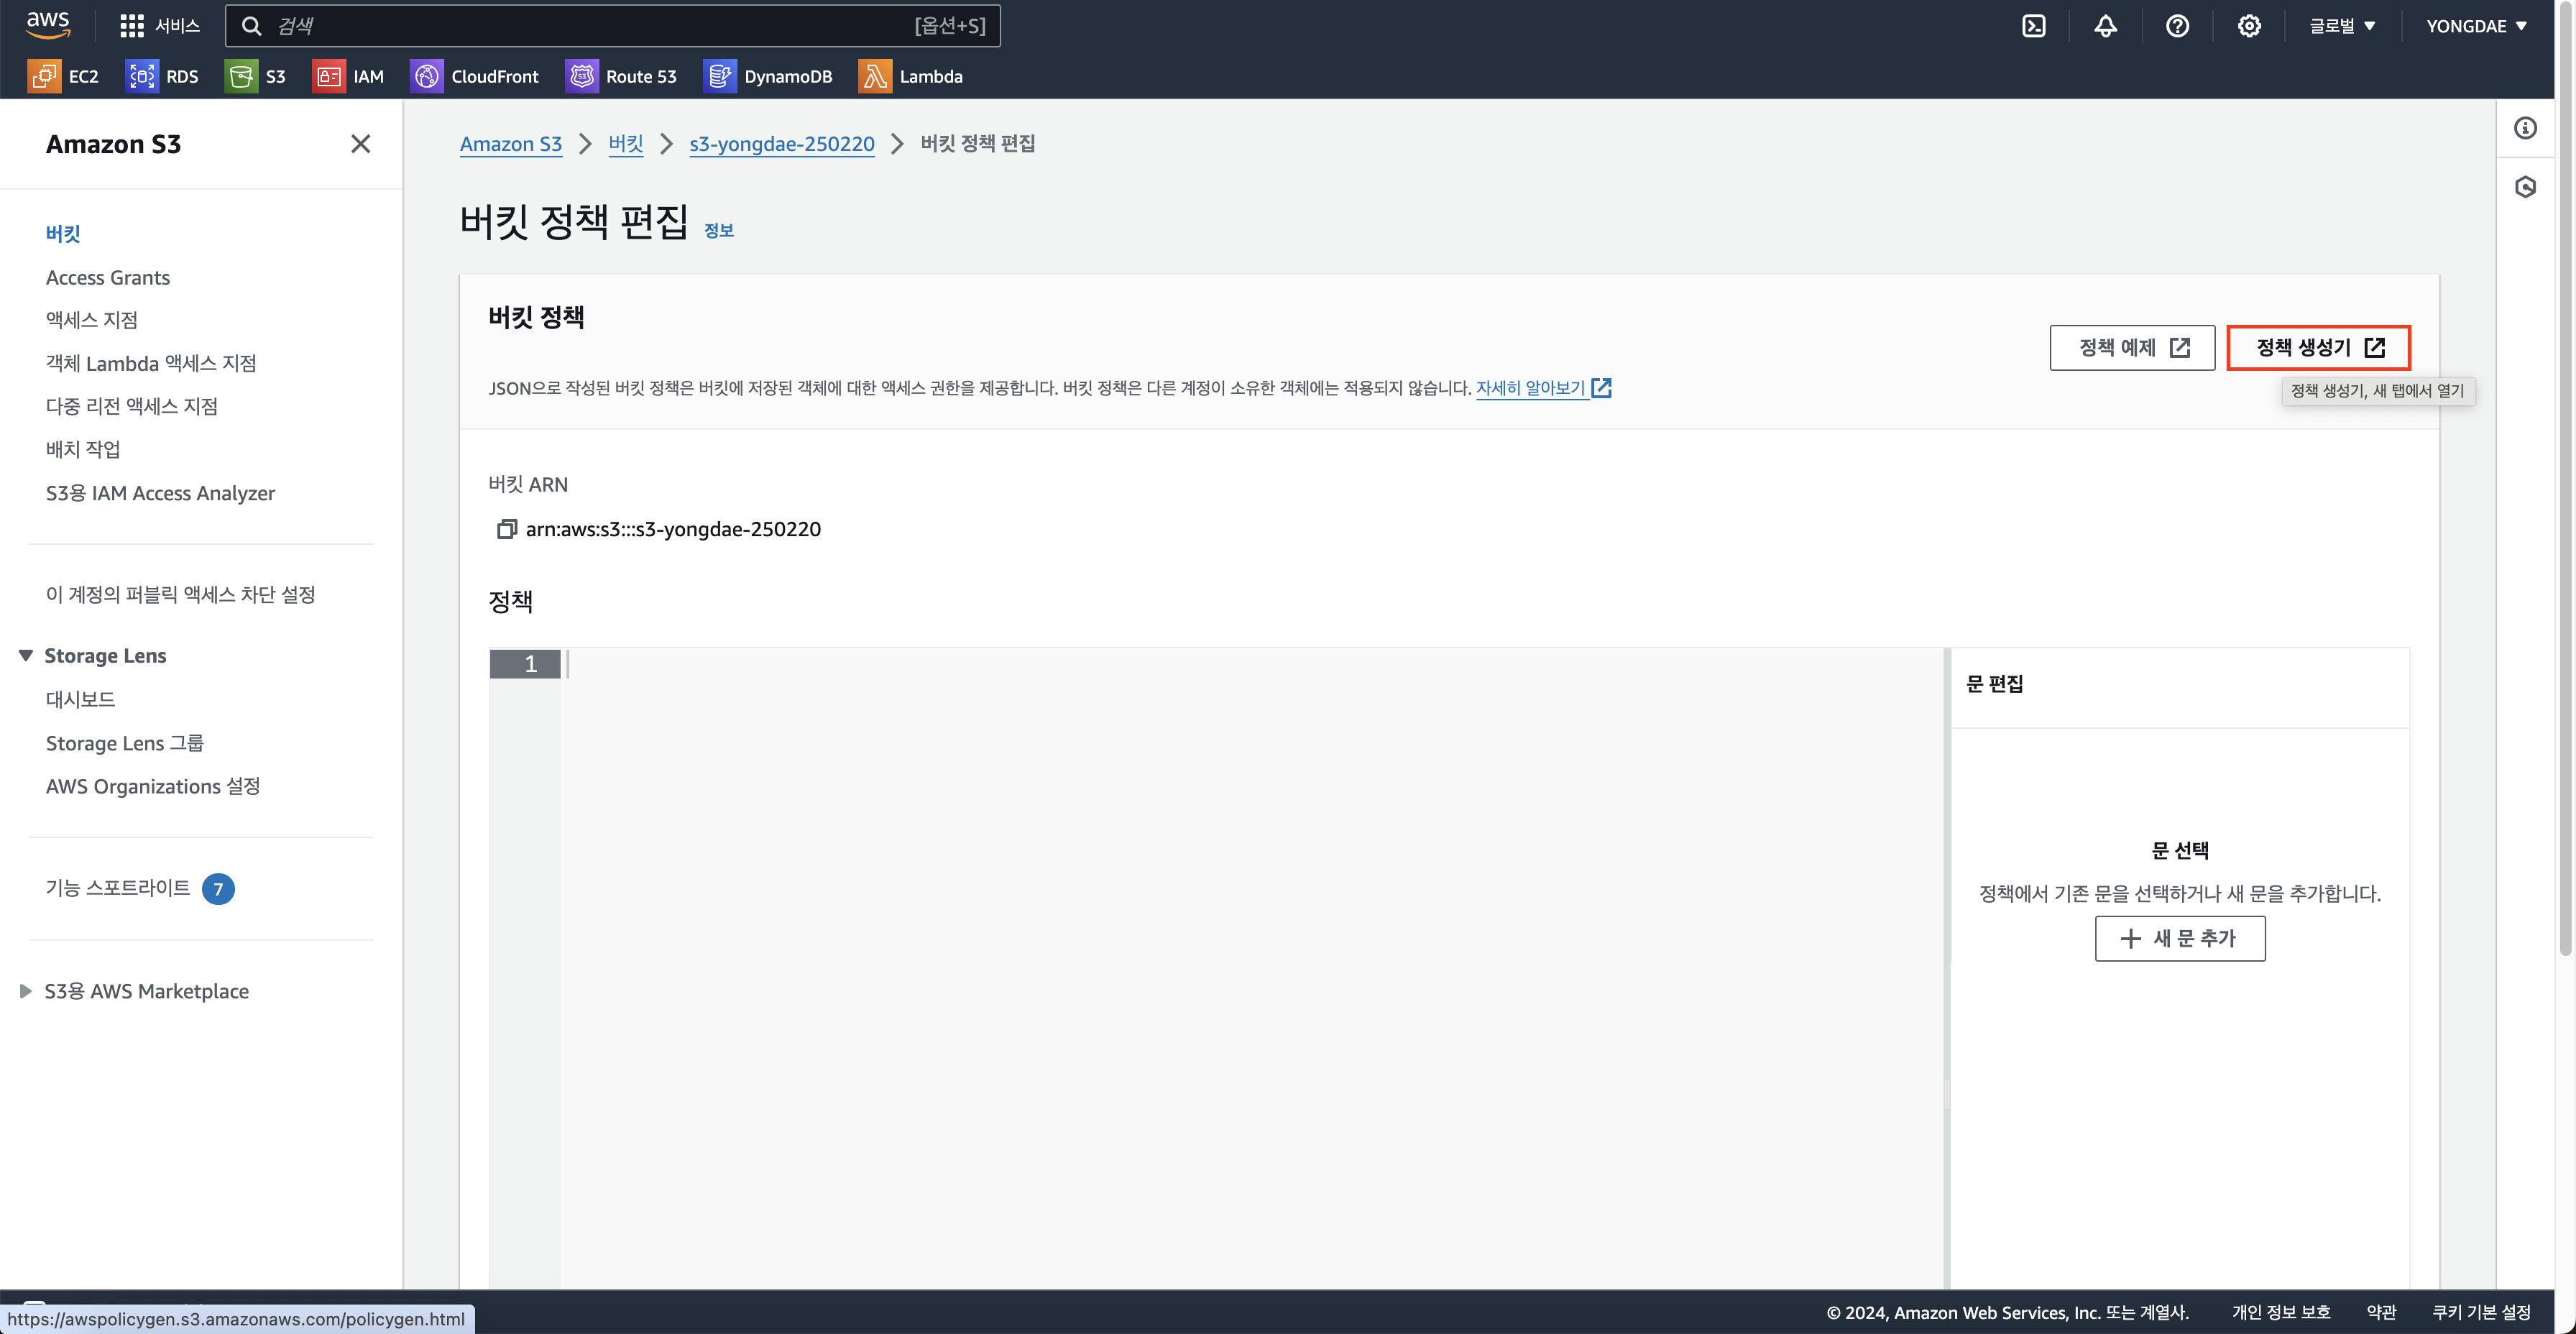 aws
서비스
검색
[옵션+S]
글로벌
YONGDAE
EC2
RDS
S3
IAM
CloudFront
Route 53
DynamoDB
Lambda
Amazon S3
버킷
Access Grants
액세스 지점
객체 Lambda 액세스 지점
다중 리전 액세스 지점
배치 작업
S3용 IAM Access Analyzer
이 계정의 퍼블릭 액세스 차단 설정
Storage Lens
대시보드
Storage Lens 그룹
AWS Organizations 설정
기능 스포트라이트 7
S3용 AWS Marketplace
Amazon S3 > 버킷 > s3-yongdae-250220 > 버킷 정책 편집
버킷 정책 편집 정보
버킷 정책
정책 예제
정책 생성기
JSON으로 작성된 버킷 정책은 버킷에 저장된 객체에 대한 액세스 권한을 제공합니다. 버킷 정책은 다른 계정이 소유한 객체에는 적용되지 않습니다. 자세히 알아보기
정책 생성기, 새 탭에서 열기
버킷 ARN
arn:aws:s3:::s3-yongdae-250220
정책
1
문 편집
문 선택
정책에서 기존 문을 선택하거나 새 문을 추가합니다.
+ 새 문 추가
https://awspolicygen.s3.amazonaws.com/policygen.html
© 2024, Amazon Web Services, Inc. 또는 계열사.
개인 정보 보호
약관
쿠키 기본 설정